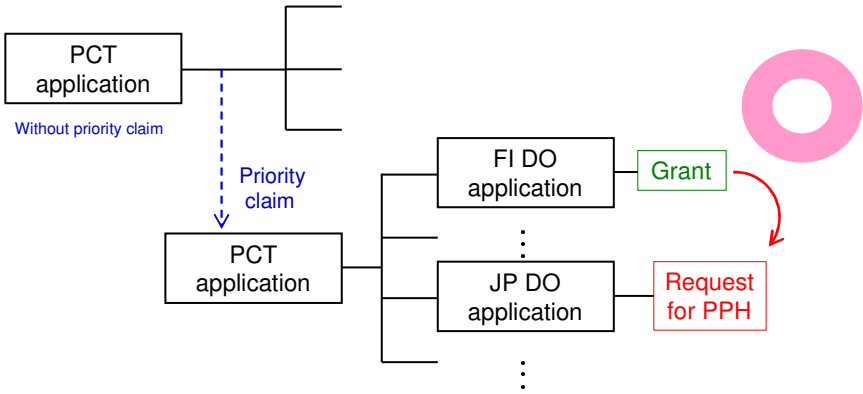 PCT
application
Without priority claim
Priority
claim
PCT
application
FI DO
application
Grant
JP DO
application
Request
for PPH